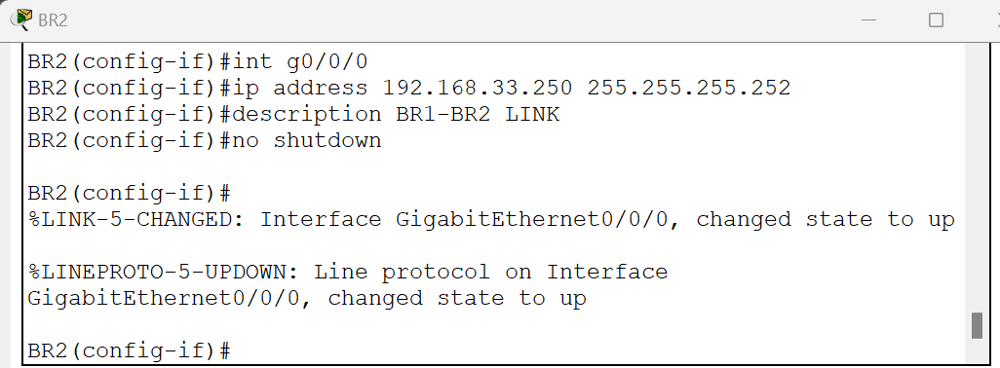 BR2
BR2(config-if)#int g0/0/0
BR2(config-if)#ip address 192.168.33.250 255.255.255.252
BR2(config-if)#description BR1-BR2 LINK
BR2(config-if)#no shutdown
BR2(config-if)#
%LINK-5-CHANGED: Interface GigabitEthernet0/0/0, changed state to up
%LINEPROTO-5-UPDOWN: Line protocol on Interface
GigabitEthernet0/0/0, changed state to up
BR2(config-if)#